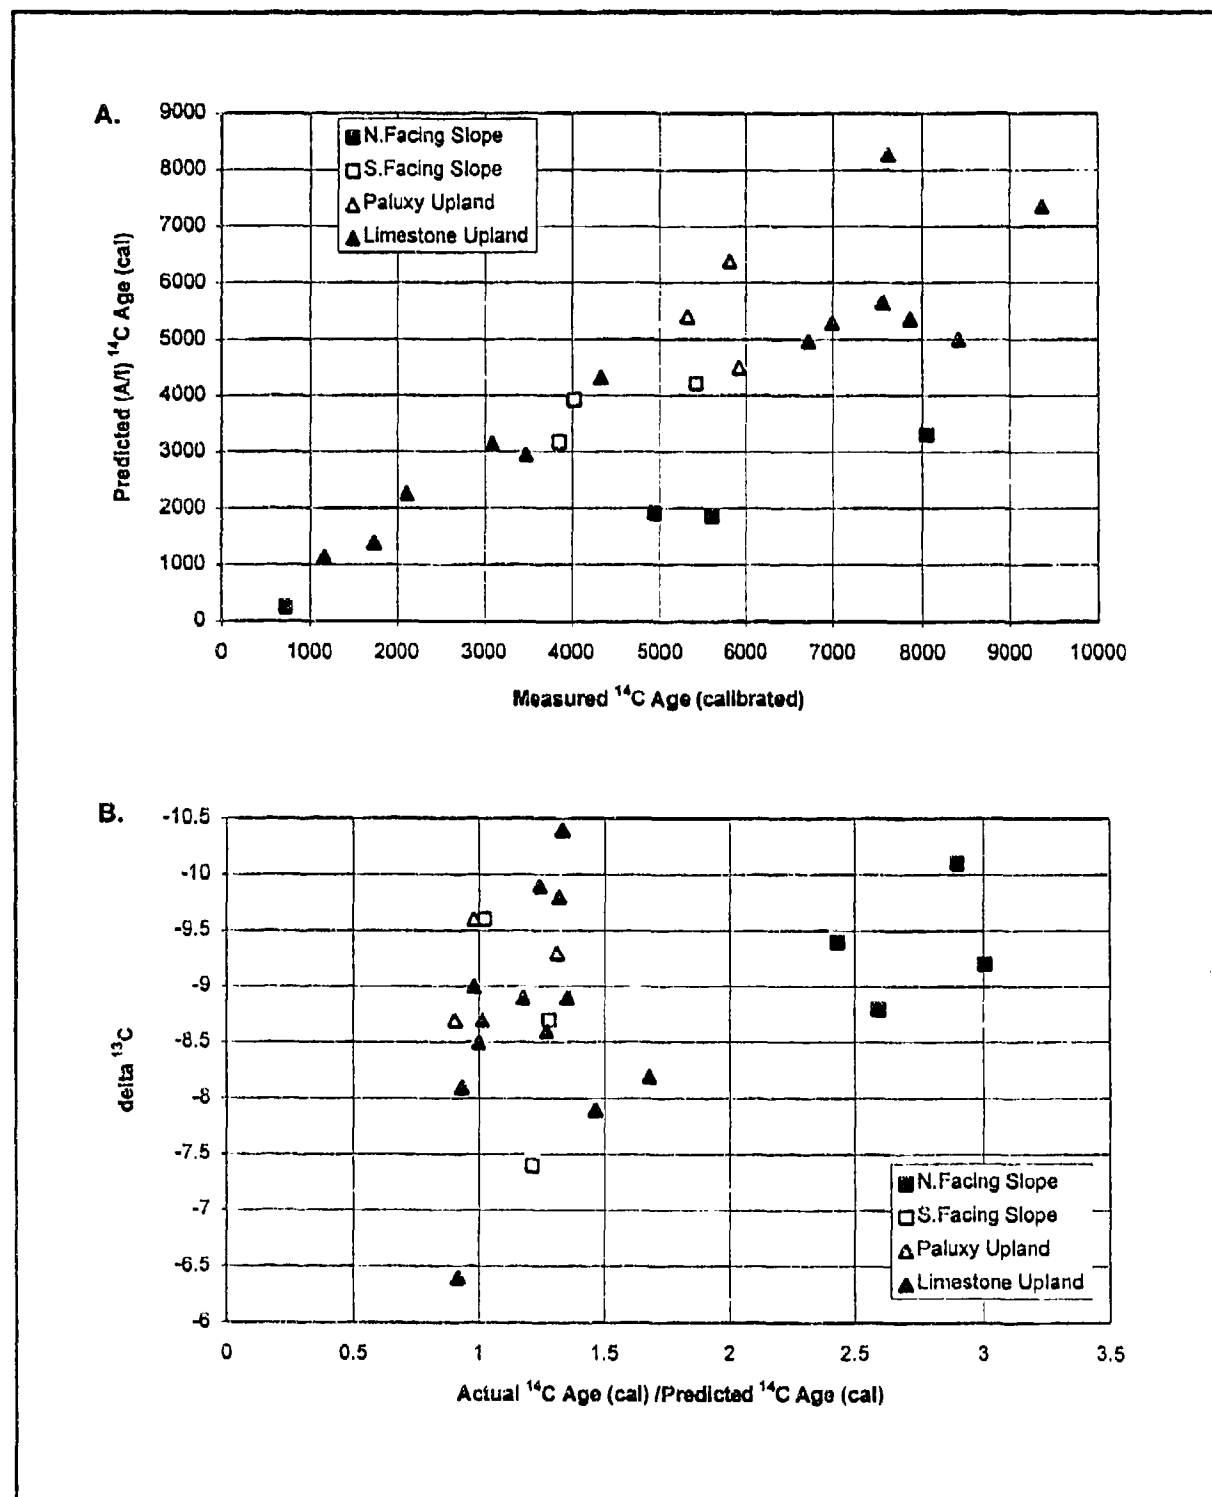 A.
9000
8000
7000
6000
5000
4000
3000
2000
1000
0
Predicted (A/I) ¹⁴C Age (cal)
N.Facing Slope
S.Facing Slope
Paluxy Upland
Limestone Upland
0 1000 2000 3000 4000 5000 6000 7000 8000 9000 10000
Measured ¹⁴C Age (calibrated)
B.
-10.5
-10
-9.5
-9
-8.5
-8
-7.5
-7
-6.5
-6
delta ¹³C
N.Facing Slope
S.Facing Slope
Paluxy Upland
Limestone Upland
0 0.5 1 1.5 2 2.5 3 3.5
Actual ¹⁴C Age (cal) /Predicted ¹⁴C Age (cal)